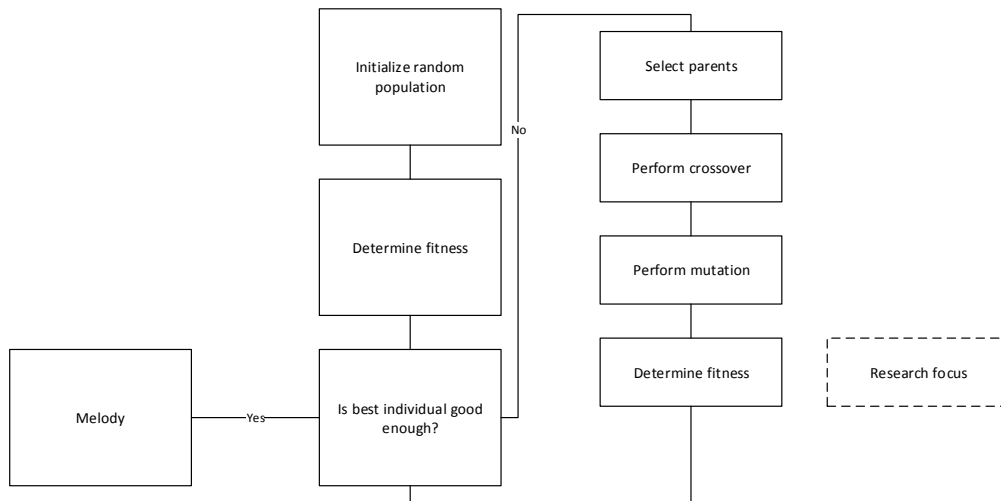 Initialize random
population
Determine fitness
Is best individual good
enough?
Yes
Melody
No
Select parents
Perform crossover
Perform mutation
Determine fitness
Research focus